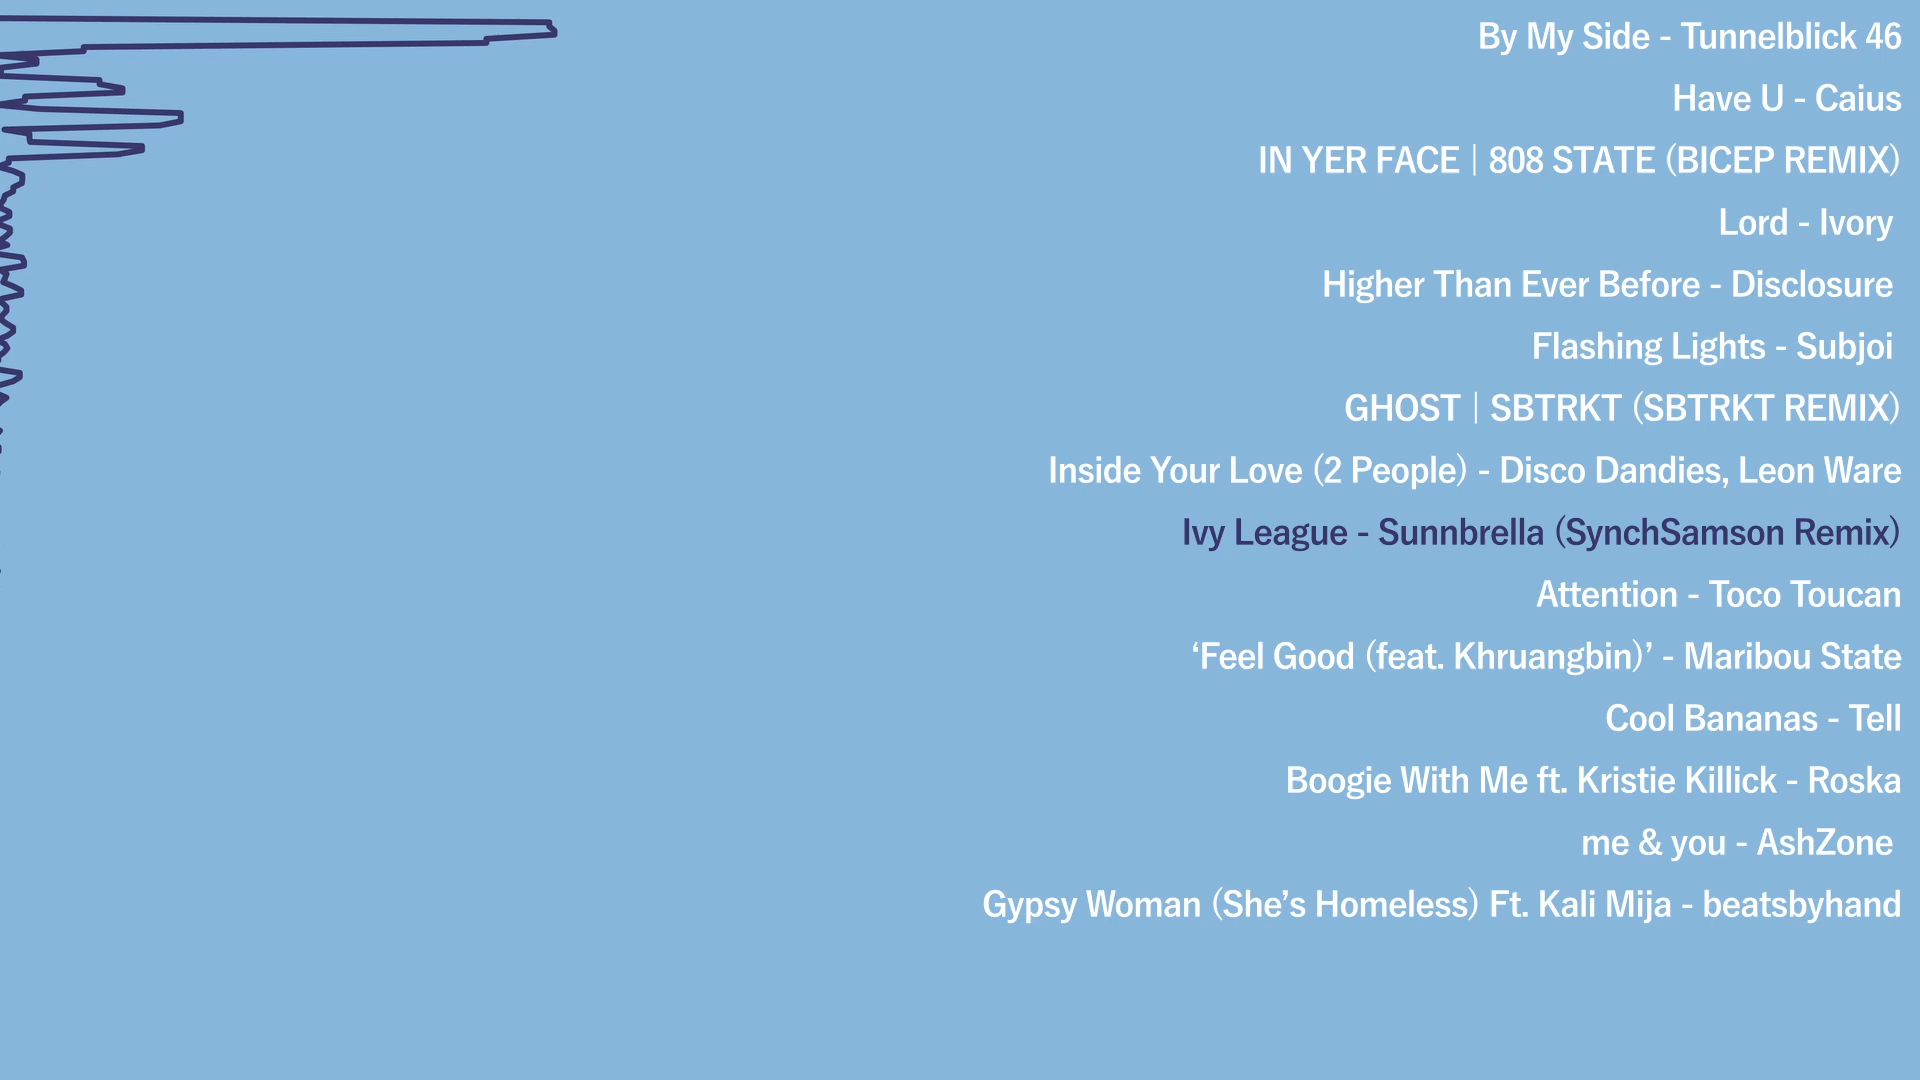 By My Side - Tunnelblick 46
Have U - Caius
IN YER FACE | 808 STATE (BICEP REMIX)
Lord - Ivory
Higher Than Ever Before - Disclosure
Flashing Lights - Subjoi
GHOST | SBTRKT (SBTRKT REMIX)
Inside Your Love (2 People) - Disco Dandies, Leon Ware
Ivy League - Sunnbrella (SynchSamson Remix)
Attention - Toco Toucan
‘Feel Good (feat. Khruangbin)’ - Maribou State
Cool Bananas - Tell
Boogie With Me ft. Kristie Killick - Roska
me & you - AshZone
Gypsy Woman (She’s Homeless) Ft. Kali Mija - beatsbyhand